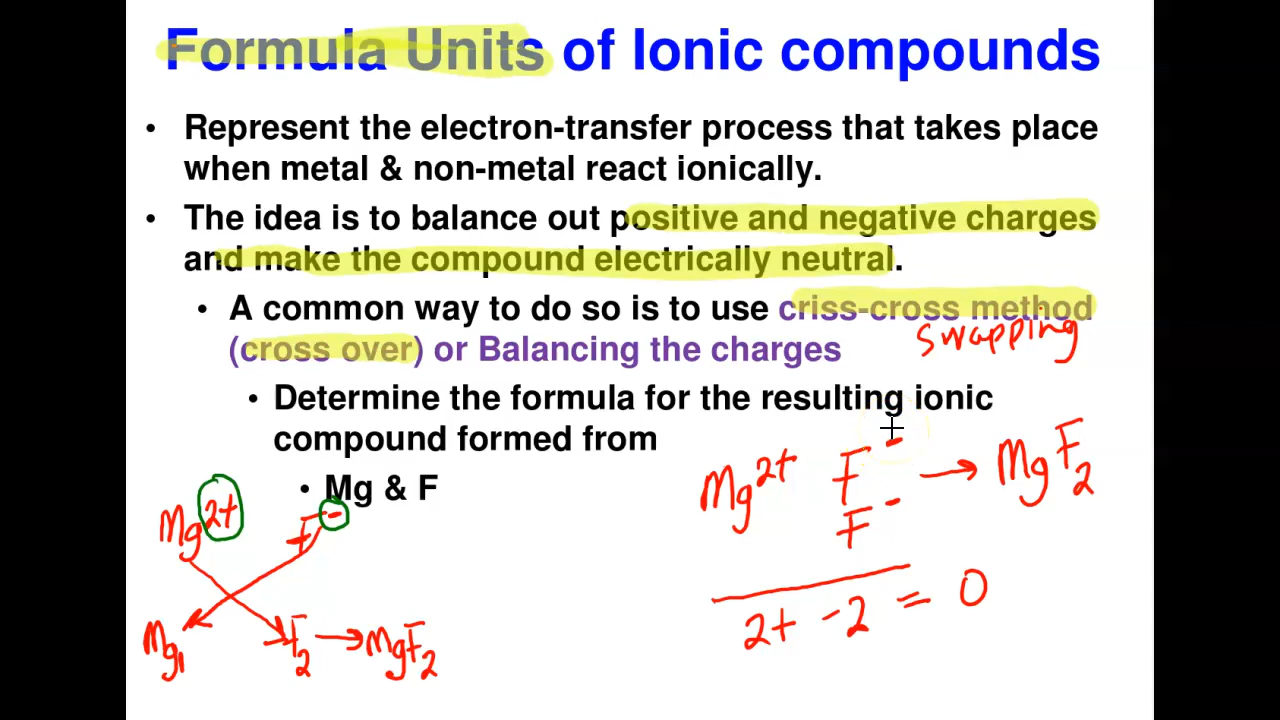 Formula Units of Ionic compounds
• Represent the electron-transfer process that takes place
when metal & non-metal react ionically.
• The idea is to balance out positive and negative charges
and make the compound electrically neutral.
• A common way to do so is to use criss-cross method
swapping
(cross over) or Balancing the charges
• Determine the formula for the resulting ionic
compound formed from
• Mg & F
Mg²⁺ F⁻
Mg₁ F₂ → MgF₂
Mg²⁺ F⁻ → MgF₂
F⁻
2+ -2 = 0